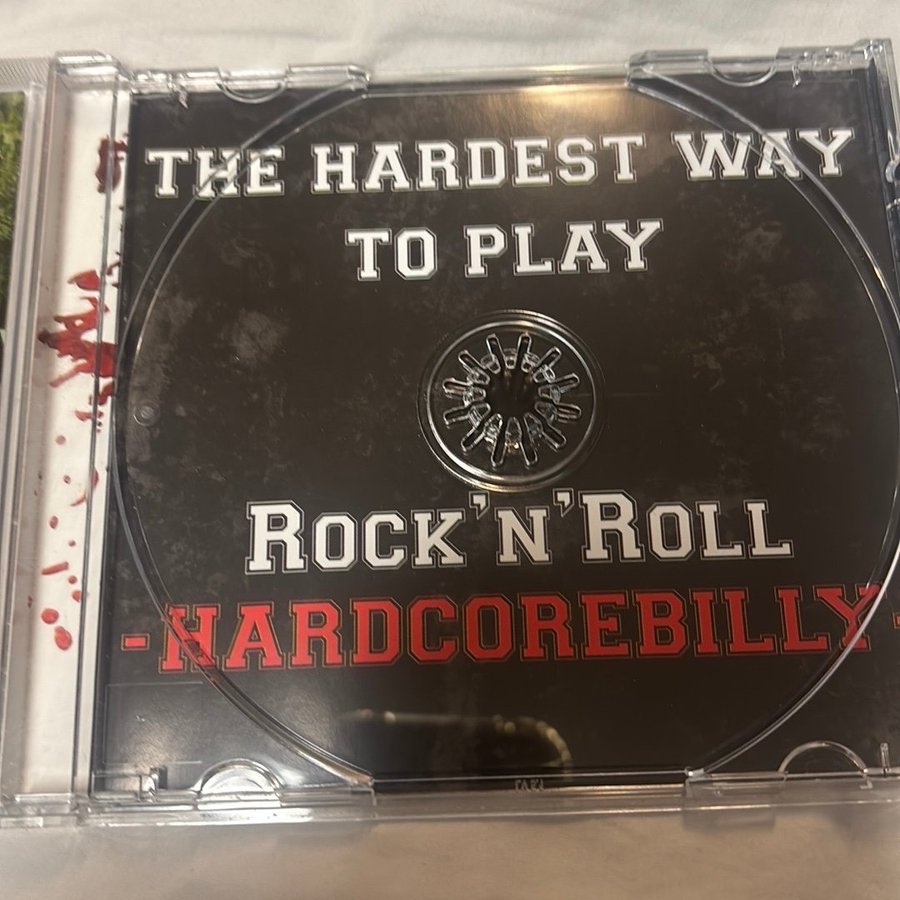 THE HARDEST WAY
TO PLAY
ROCK'N'ROLL
-HARDCOREBILLY-